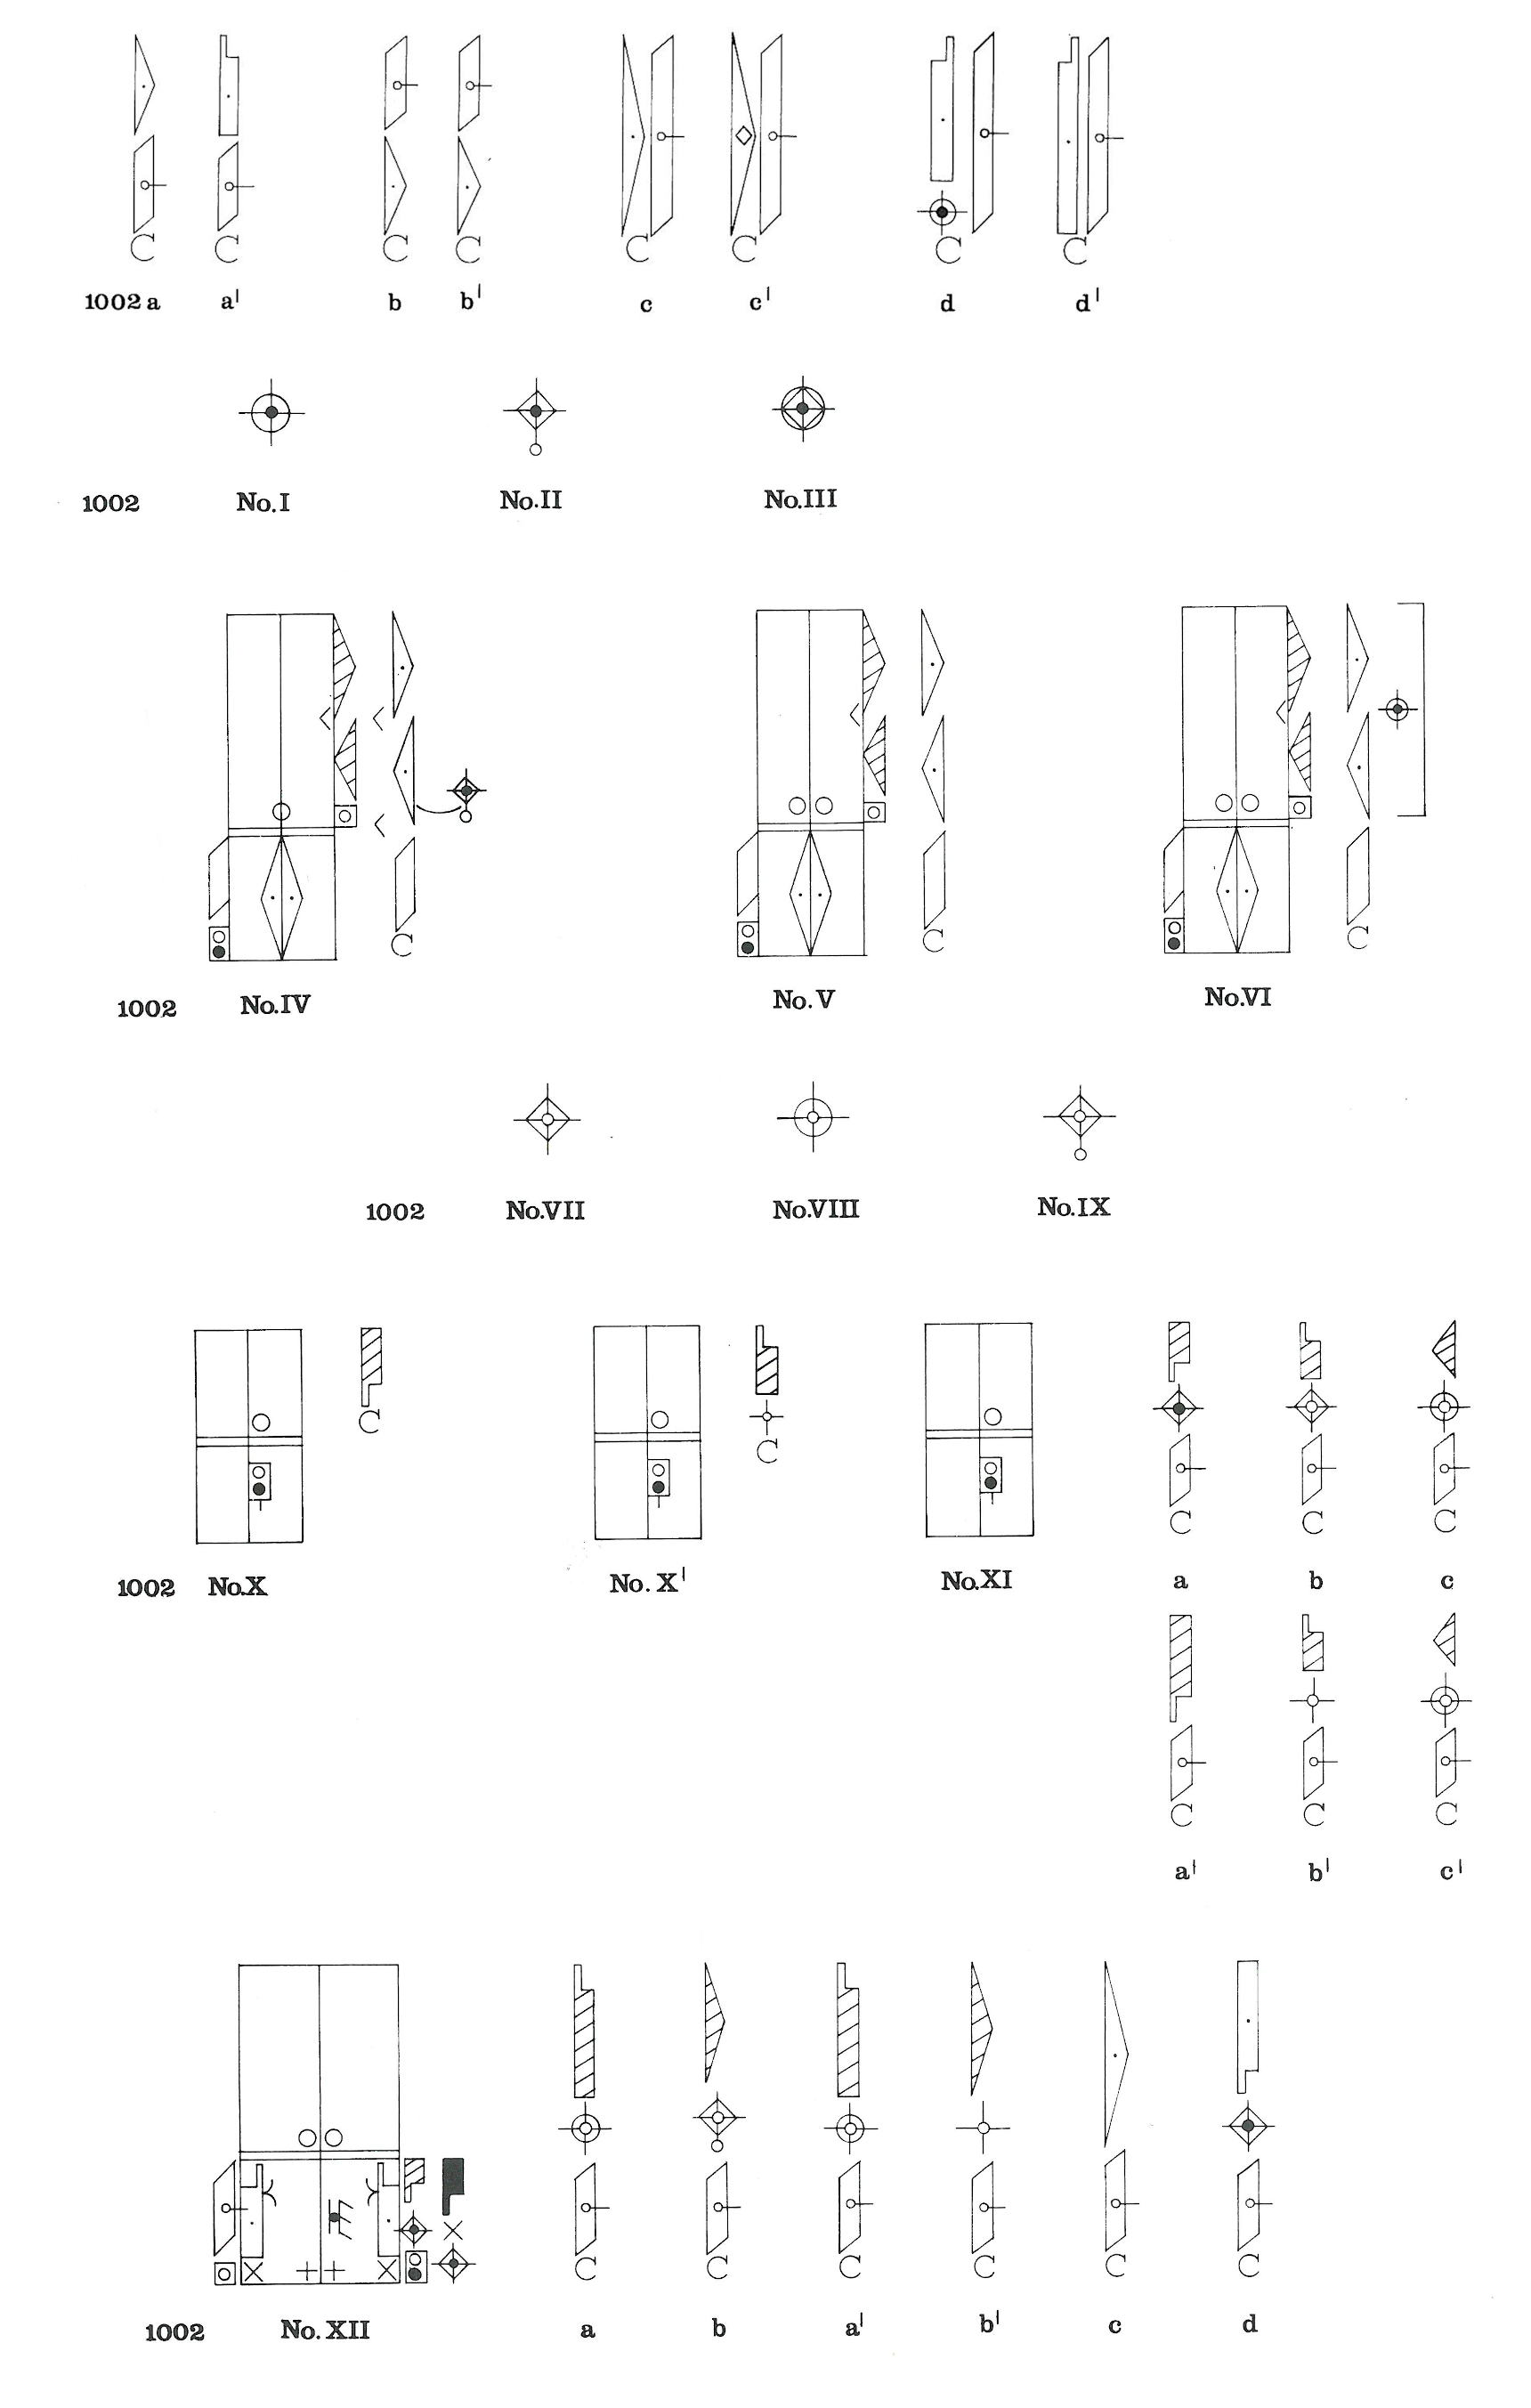 1002 a a' b b' c c' d d'
1002 No. I No. II No. III
1002 No. IV No. V No. VI
1002 No. VII No. VIII No. IX
1002 No. X No. X' No. XI a b c
a' b' c'
1002 No. XII a b a' b' c d